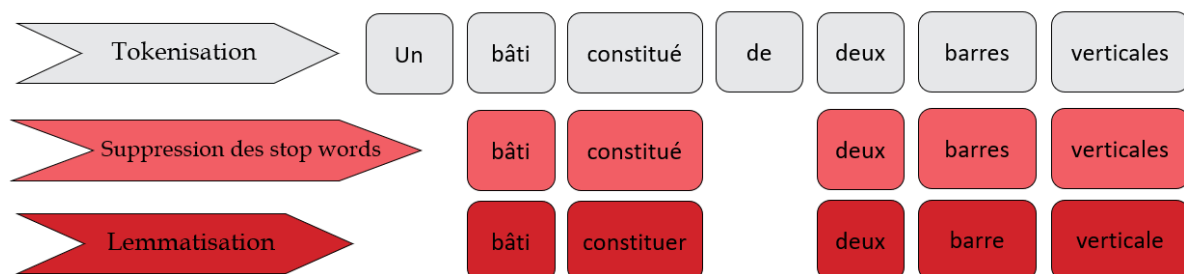 Tokenisation Un bâti constitué de deux barres verticales
Suppression des stop words bâti constitué deux barres verticales
Lemmatisation bâti constituer deux barre verticale